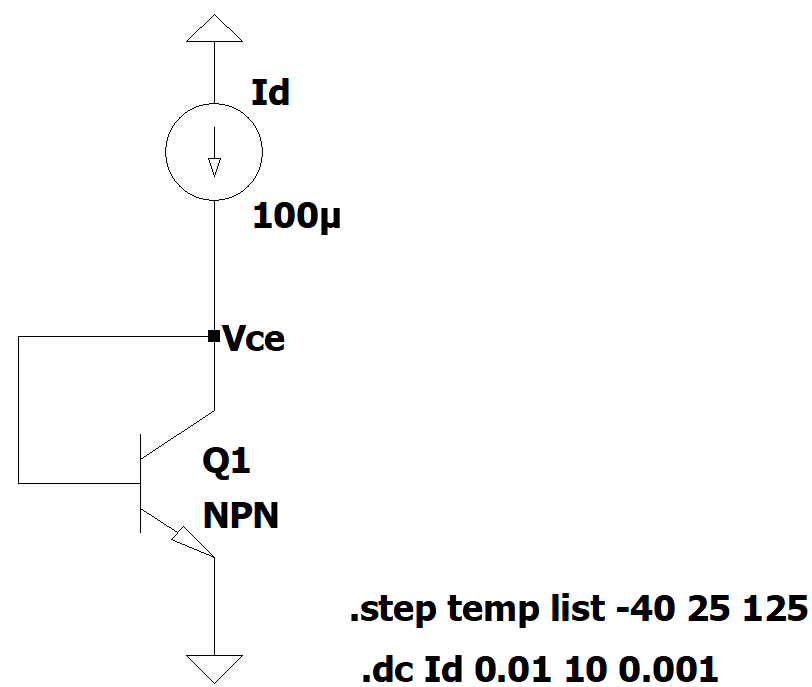 Id
100µ
Vce
Q1
NPN
.step temp list -40 25 125
.dc Id 0.01 10 0.001